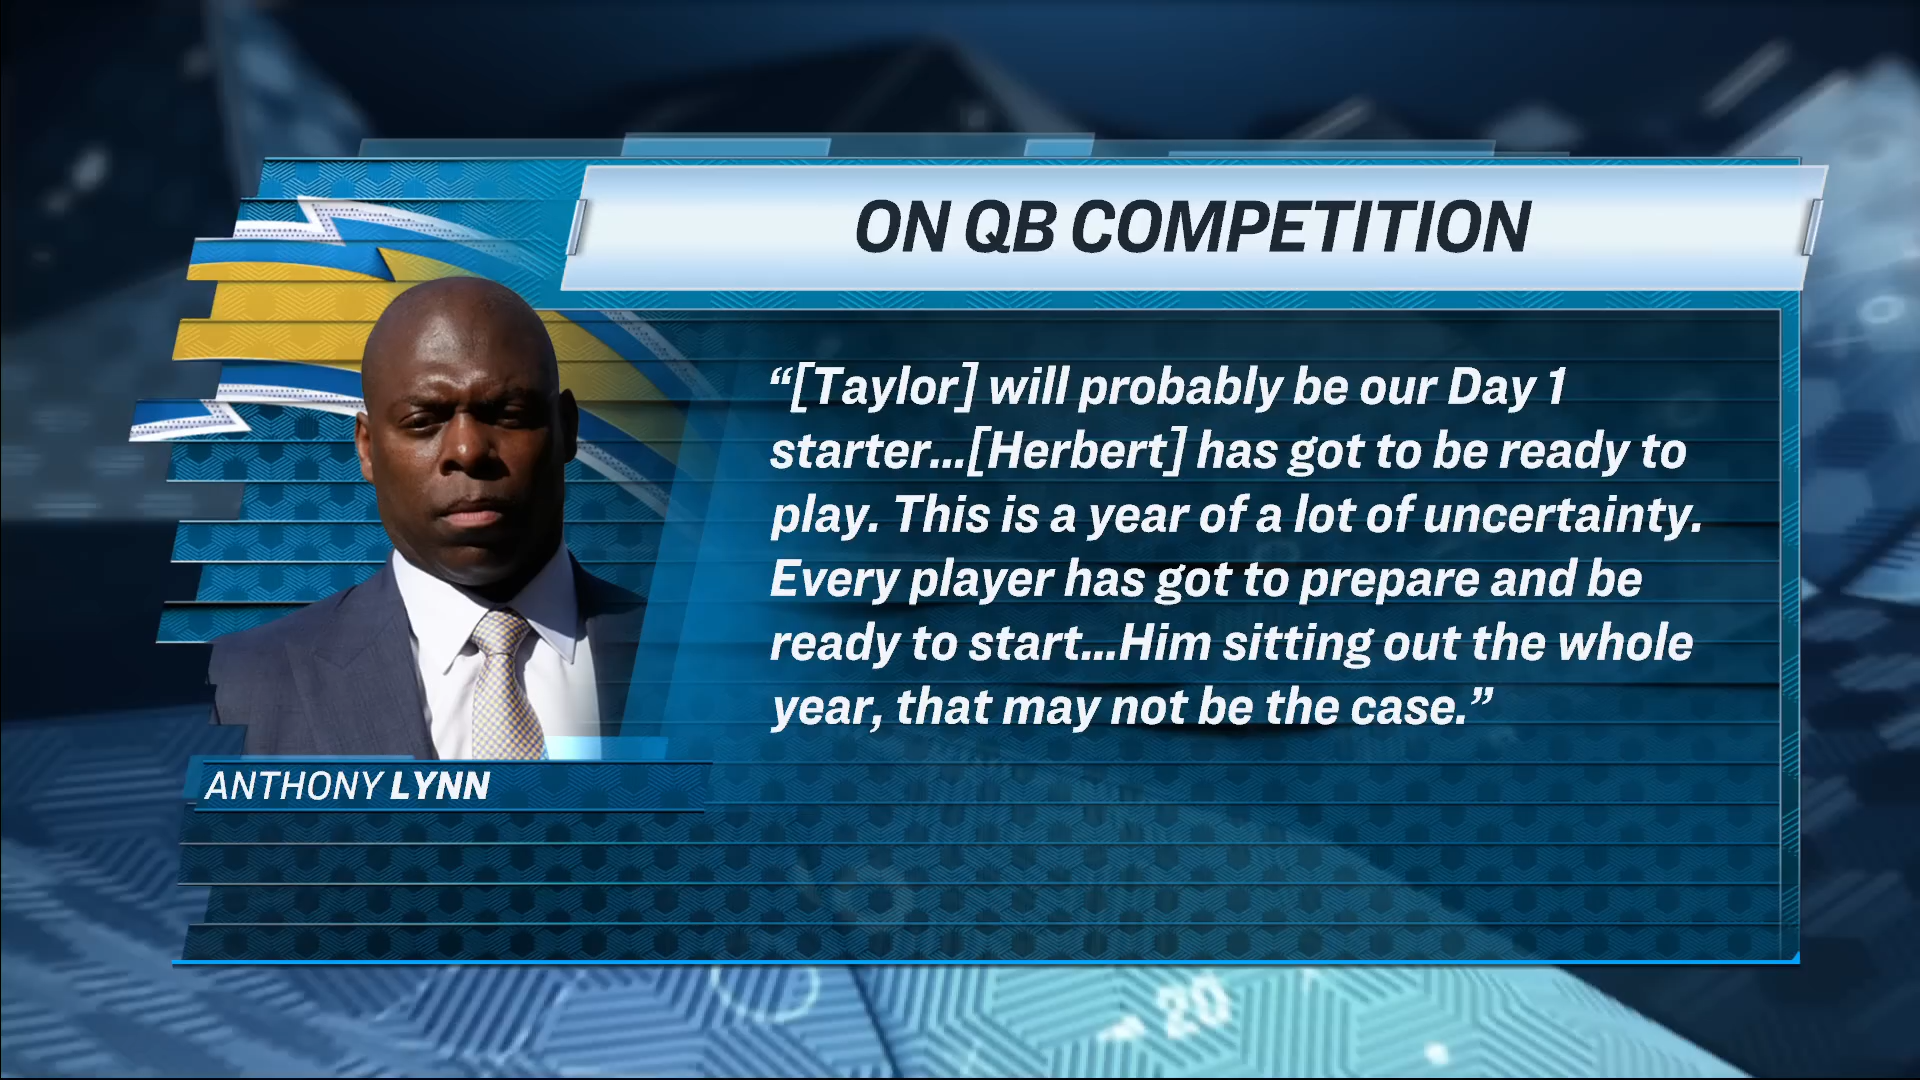 ON QB COMPETITION
“[Taylor] will probably be our Day 1
starter...[Herbert] has got to be ready to
play. This is a year of a lot of uncertainty.
Every player has got to prepare and be
ready to start...Him sitting out the whole
year, that may not be the case.”
ANTHONY LYNN
20